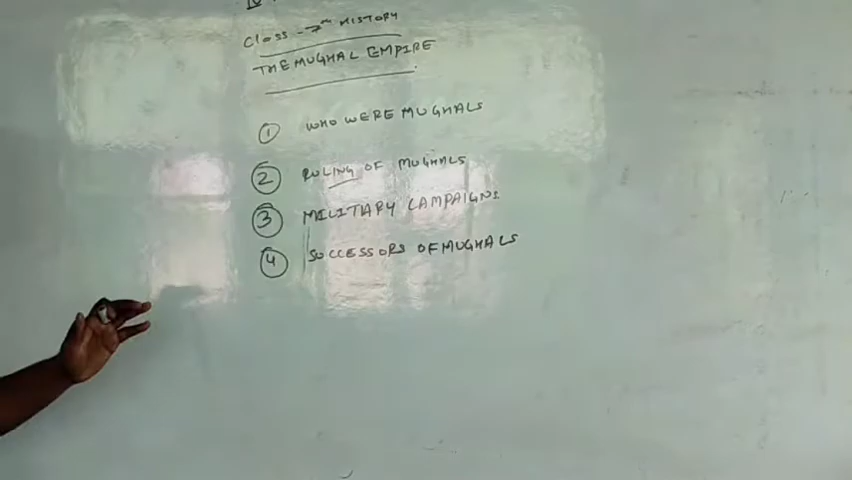 Class - 7th HISTORY
THE MUGHAL EMPIRE
① WHO WERE MUGHALS
② RULING OF MUGHALS
③ MILITARY CAMPAIGNS
④ SUCCESSORS OF MUGHALS